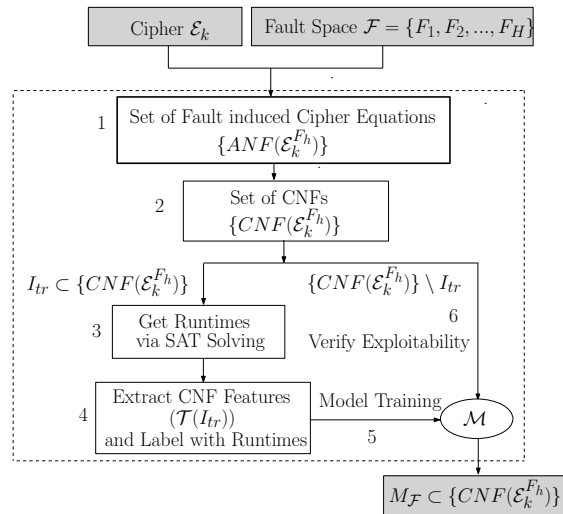 Cipher $\mathcal{E}_k$
Fault Space $\mathcal{F} = \{F_1, F_2, ..., F_H\}$
1
Set of Fault induced Cipher Equations
$\{ANF(\mathcal{E}_k^{F_h})\}$
2
Set of CNFs
$\{CNF(\mathcal{E}_k^{F_h})\}$
$I_{tr} \subset \{CNF(\mathcal{E}_k^{F_h})\}$
$\{CNF(\mathcal{E}_k^{F_h})\} \setminus I_{tr}$
3
Get Runtimes
via SAT Solving
6
Verify Exploitability
4
Extract CNF Features
$(\mathcal{T}(I_{tr}))$
and Label with Runtimes
Model Training
5
$\mathcal{M}$
$M_{\mathcal{F}} \subset \{CNF(\mathcal{E}_k^{F_h})\}$